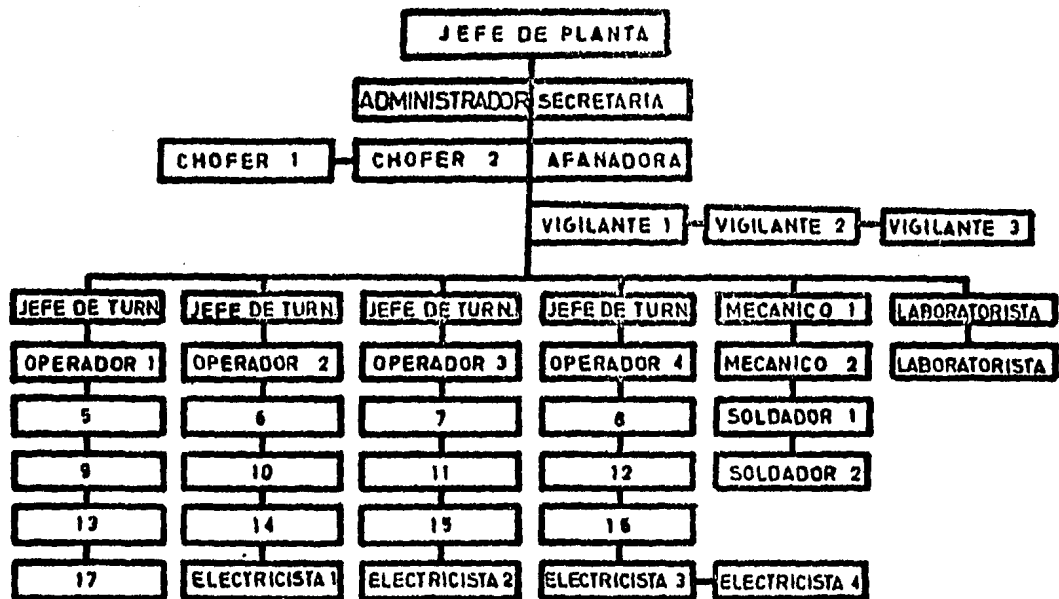 JEFE DE PLANTA
ADMINISTRADOR SECRETARIA
CHOFER 1 CHOFER 2 AFANADORA
VIGILANTE 1 VIGILANTE 2 VIGILANTE 3
JEFE DE TURN. JEFE DE TURN. JEFE DE TURN. JEFE DE TURN. MECANICO 1 LABORATORISTA
OPERADOR 1 OPERADOR 2 OPERADOR 3 OPERADOR 4 MECANICO 2 LABORATORISTA
5 6 7 8 SOLDADOR 1
9 10 11 12 SOLDADOR 2
13 14 15 16
17 ELECTRICISTA 1 ELECTRICISTA 2 ELECTRICISTA 3 ELECTRICISTA 4